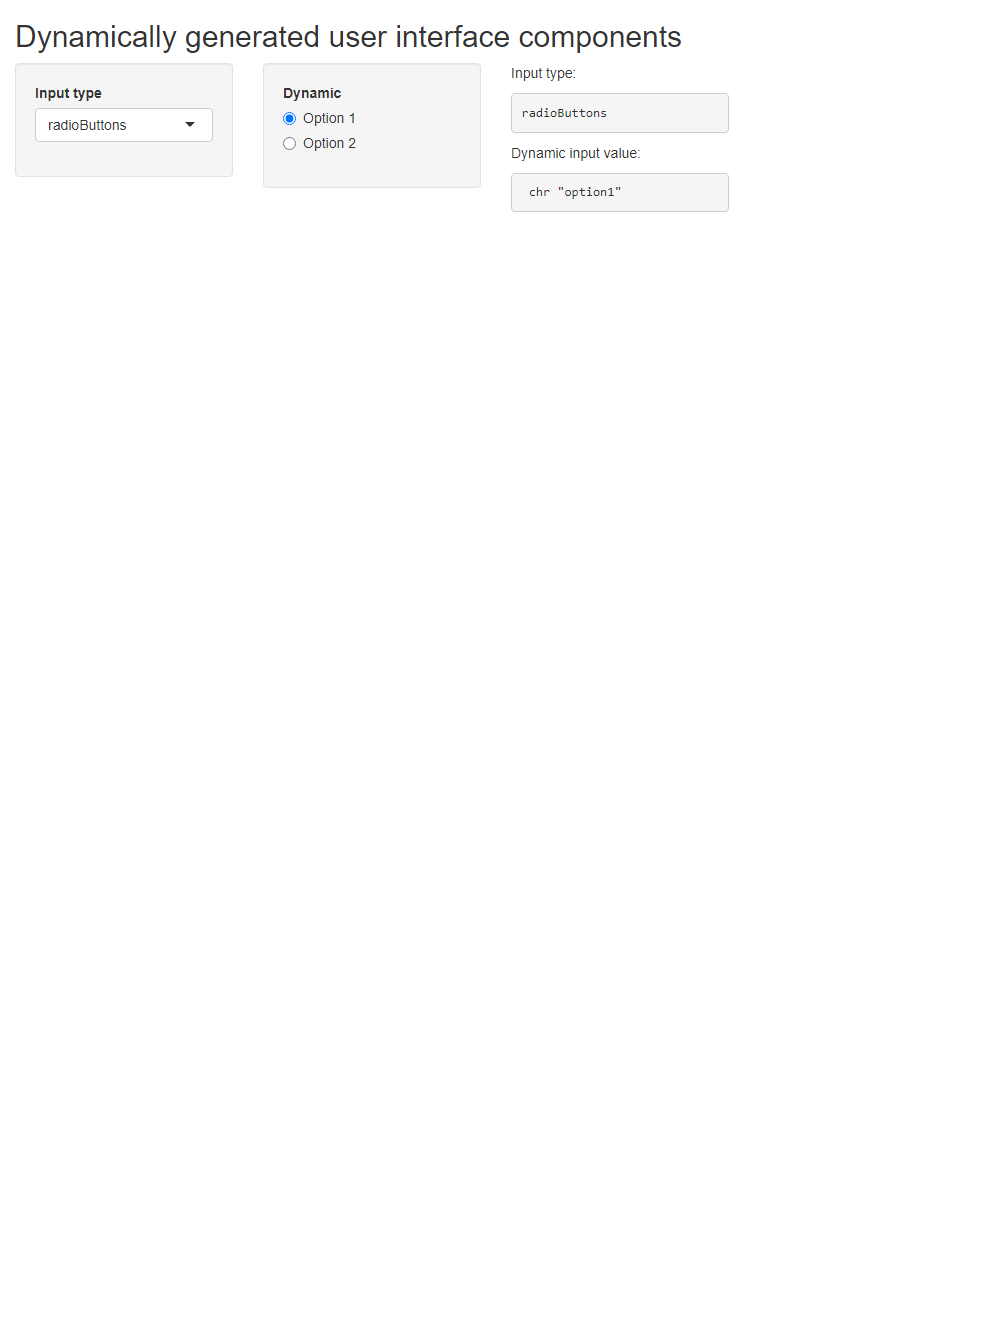 Dynamically generated user interface components
Input type
radioButtons
Dynamic
Option 1
Option 2
Input type:
radioButtons
Dynamic input value:
chr "option1"